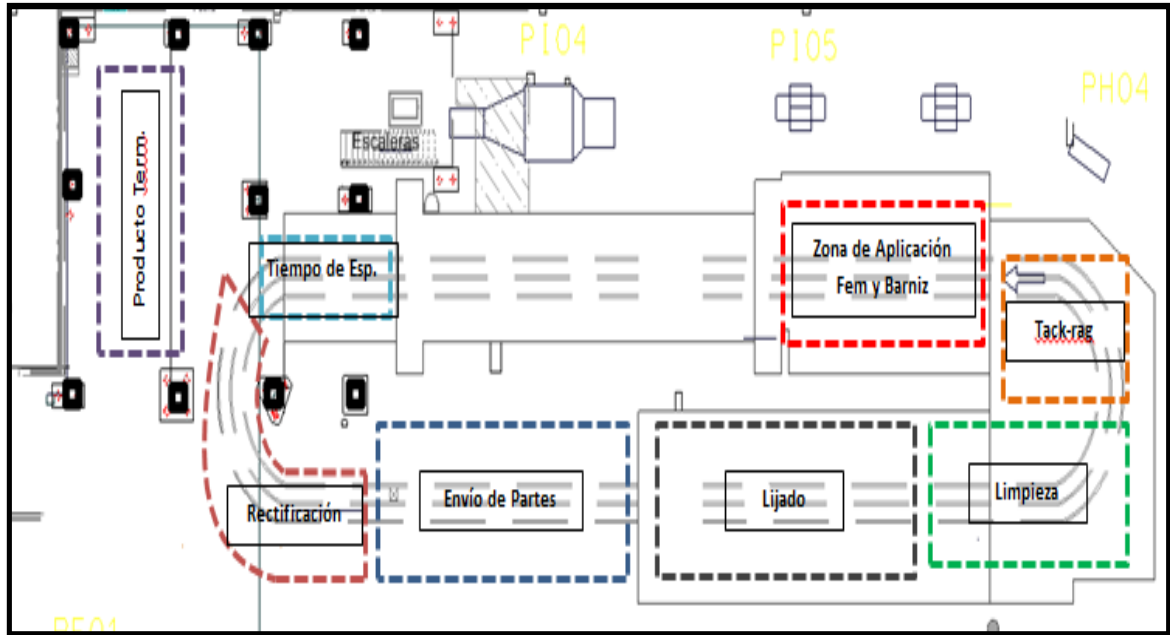 PI04
PI05
PH04
Escaleras
Producto Term.
Tiempo de Esp.
Zona de Aplicación
Fem y Barniz
Tack-rag
Rectificación
Envío de Partes
Lijado
Limpieza